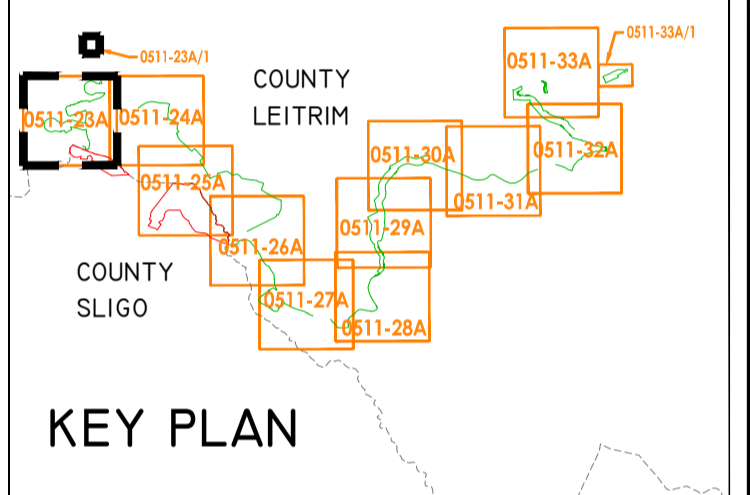 0511-33A/1
0511-23A/1
0511-33A
COUNTY
LEITRIM
0511-23A
0511-24A
0511-30A
0511-32A
0511-25A
0511-31A
0511-29A
0511-26A
COUNTY
SLIGO
0511-27A
0511-28A
KEY PLAN